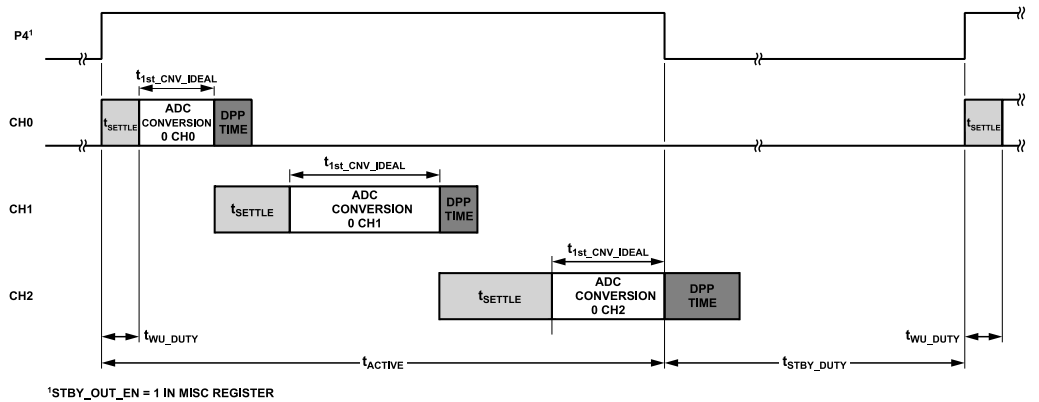 P4¹
t1st_CNV_IDEAL
CH0
tSETTLE
ADC
CONVERSION
0 CH0
DPP
TIME
tSETTLE
t1st_CNV_IDEAL
CH1
tSETTLE
ADC
CONVERSION
0 CH1
DPP
TIME
t1st_CNV_IDEAL
CH2
tSETTLE
ADC
CONVERSION
0 CH2
DPP
TIME
tWU_DUTY
tWU_DUTY
tACTIVE
tSTBY_DUTY
¹STBY_OUT_EN = 1 IN MISC REGISTER